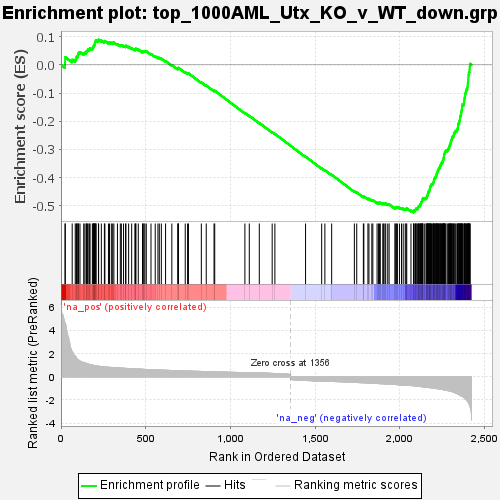 Enrichment plot: top_1000AML_Utx_KO_v_WT_down.grp
Enrichment score (ES)
0.1
0.0
-0.1
-0.2
-0.3
-0.4
-0.5
Ranked list metric (PreRanked)
6
4
2
0
-2
-4
'na_pos' (positively correlated)
Zero cross at 1356
'na_neg' (negatively correlated)
0
500
1,000
1,500
2,000
2,500
Rank in Ordered Dataset
Enrichment profile
Hits
Ranking metric scores